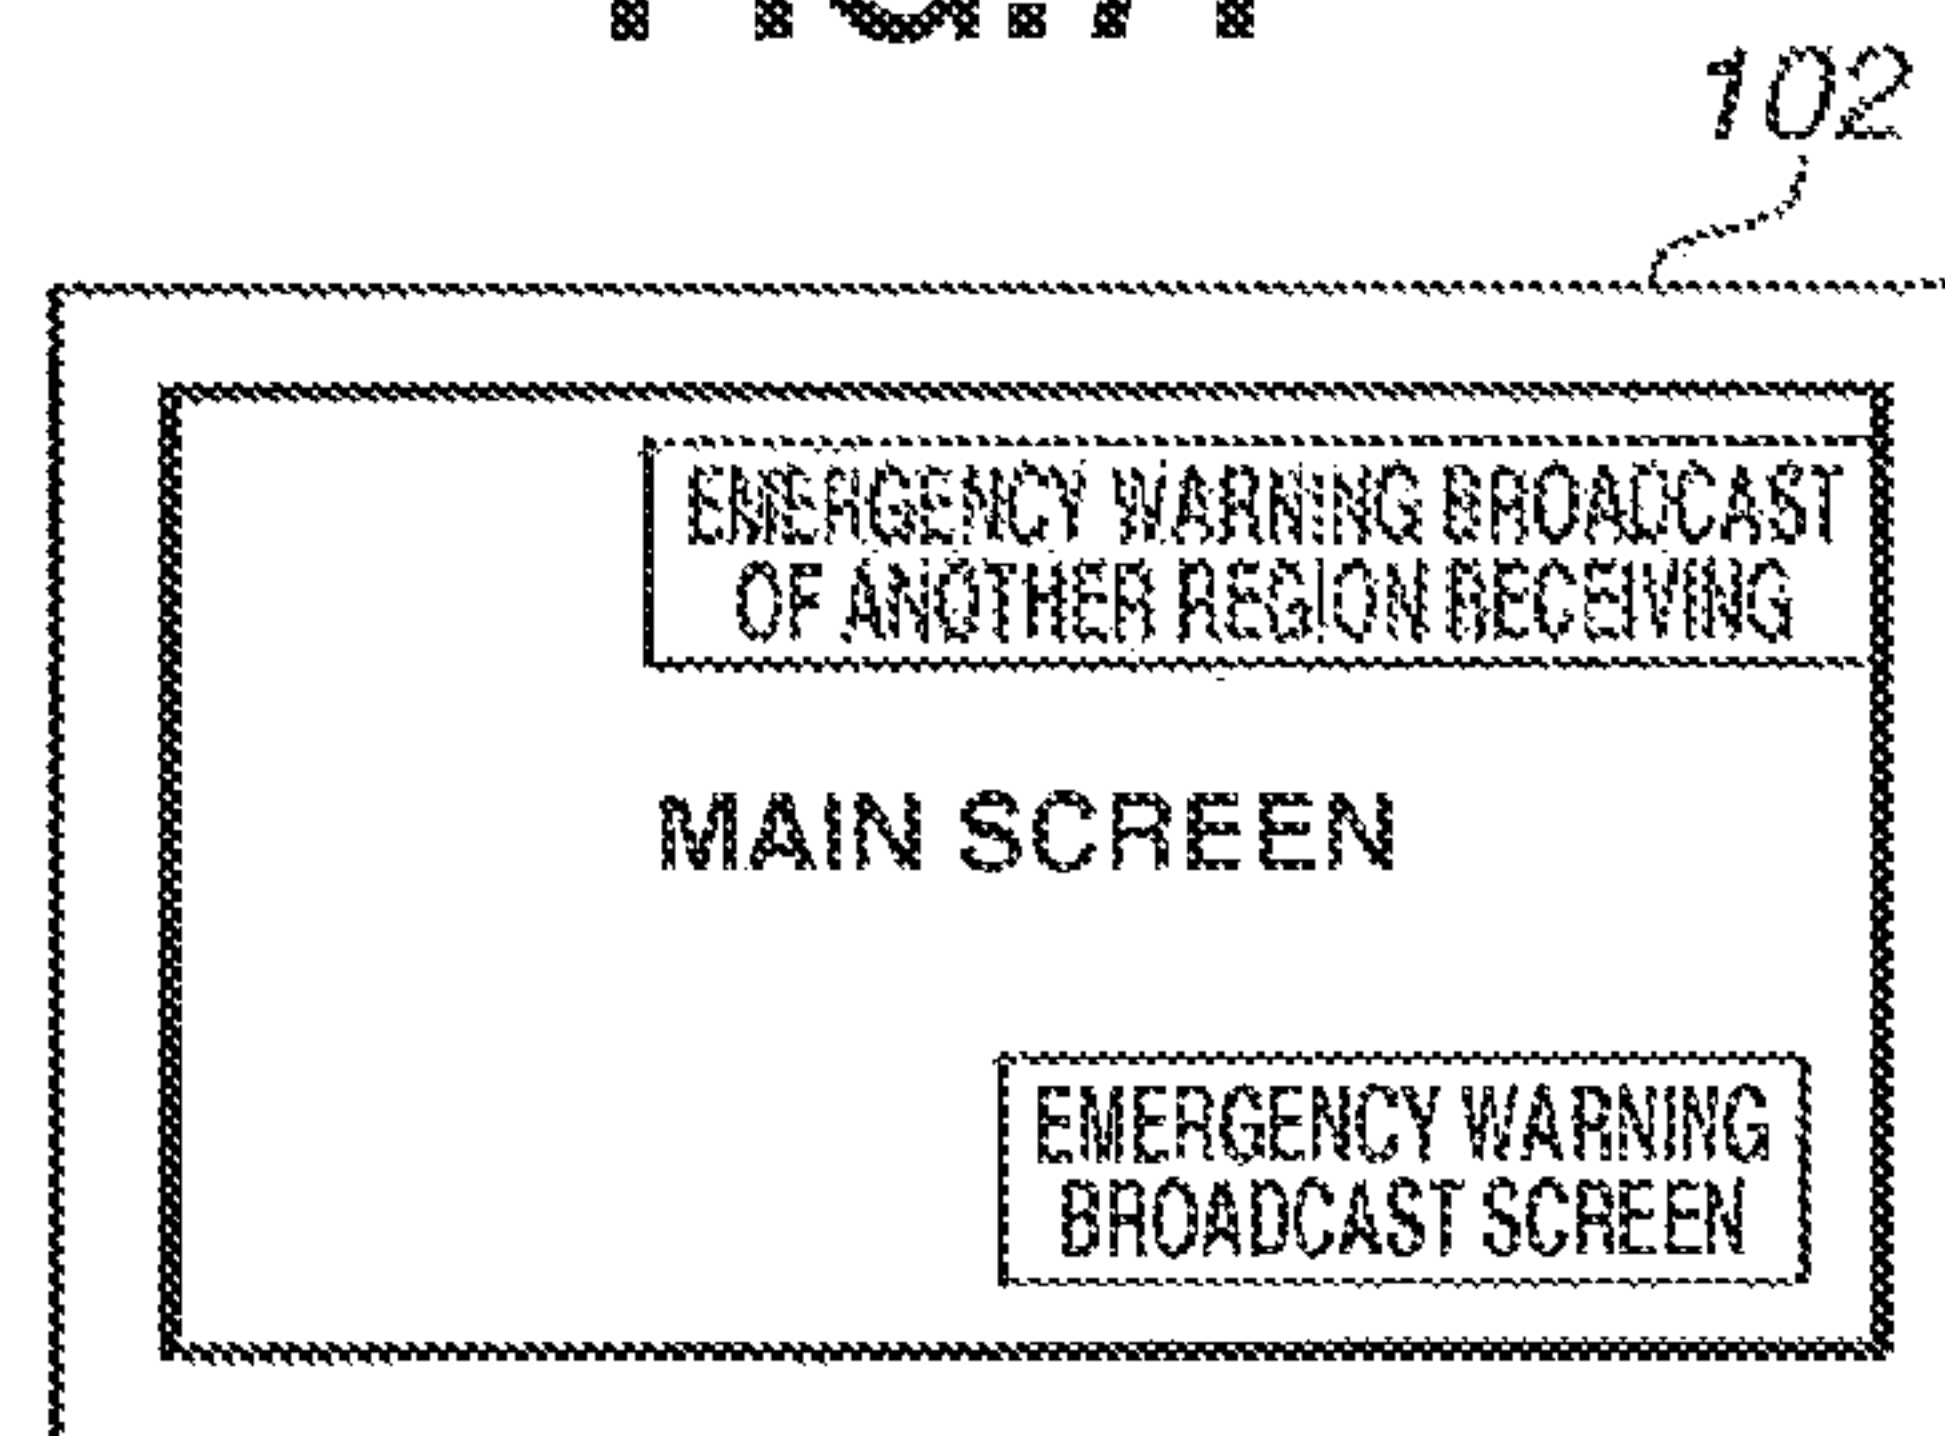 102
EMERGENCY WARNING BROADCAST
OF ANOTHER REGION RECEIVING
MAIN SCREEN
EMERGENCY WARNING
BROADCAST SCREEN